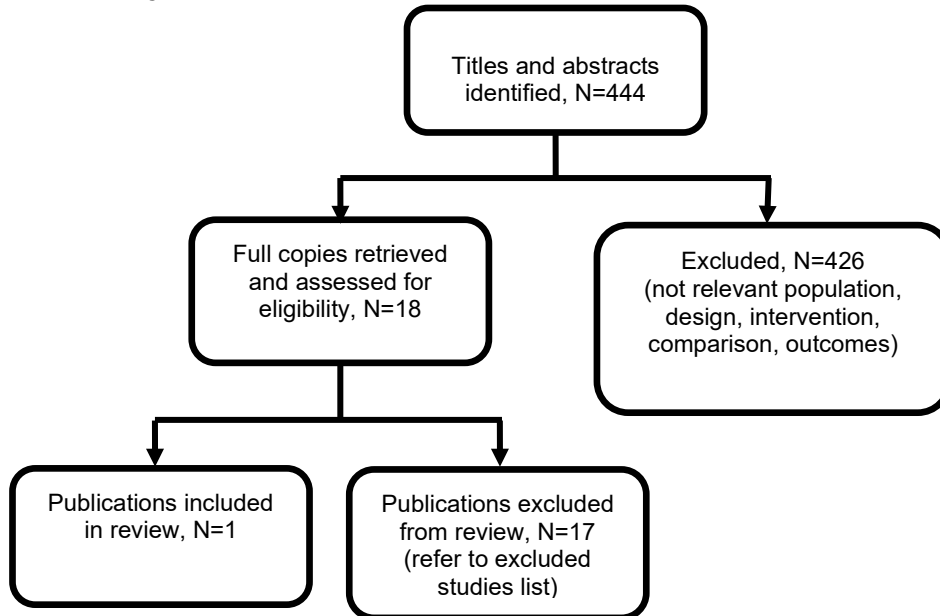 Titles and abstracts
identified, N=444
Full copies retrieved
and assessed for
eligibility, N=18
Excluded, N=426
(not relevant population,
design, intervention,
comparison, outcomes)
Publications included
in review, N=1
Publications excluded
from review, N=17
(refer to excluded
studies list)